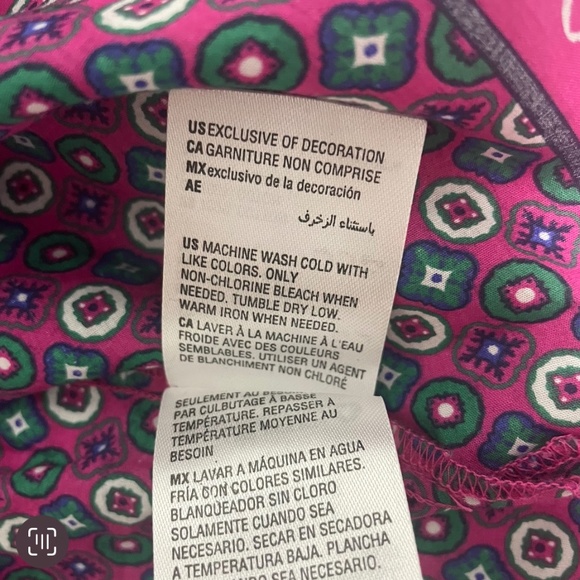 US EXCLUSIVE OF DECORATION
CA GARNITURE NON COMPRISE
MX exclusivo de la decoración
AE
باستثناء الزخرف
US MACHINE WASH COLD WITH
LIKE COLORS. ONLY
NON-CHLORINE BLEACH WHEN
NEEDED. TUMBLE DRY LOW.
WARM IRON WHEN NEEDED.
CA LAVER À LA MACHINE À L'EAU
FROIDE AVEC DES COULEURS
SEMBLABLES. UTILISER UN AGENT
DE BLANCHIMENT NON CHLORÉ
SEULEMENT AU
PAR CULBUTAGE À BASSE
TEMPÉRATURE. REPASSER À
TEMPÉRATURE MOYENNE AU
BESOIN
MX LAVAR A MÁQUINA EN AGUA
FRÍA CON COLORES SIMILARES.
BLANQUEADOR SIN CLORO
SOLAMENTE CUANDO SEA
NECESARIO. SECAR EN SECADORA
A TEMPERATURA BAJA. PLANCHA
SEA NECESARIO.